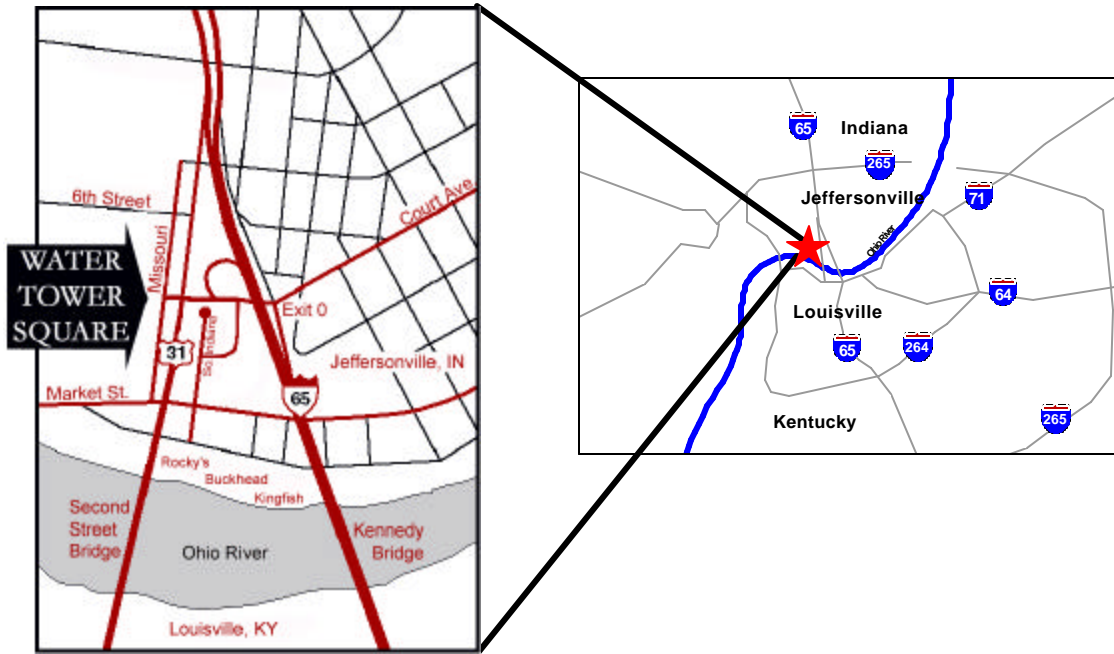 6th Street
Court Ave
WATER
TOWER
SQUARE
Missouri
Exit 0
So. Indiana
31
Jeffersonville, IN
65
Market St.
Rocky's
Buckhead
Kingfish
Second
Street
Bridge
Kennedy
Bridge
Ohio River
Louisville, KY
65
Indiana
265
71
Jeffersonville
Ohio River
64
Louisville
65
264
Kentucky
265